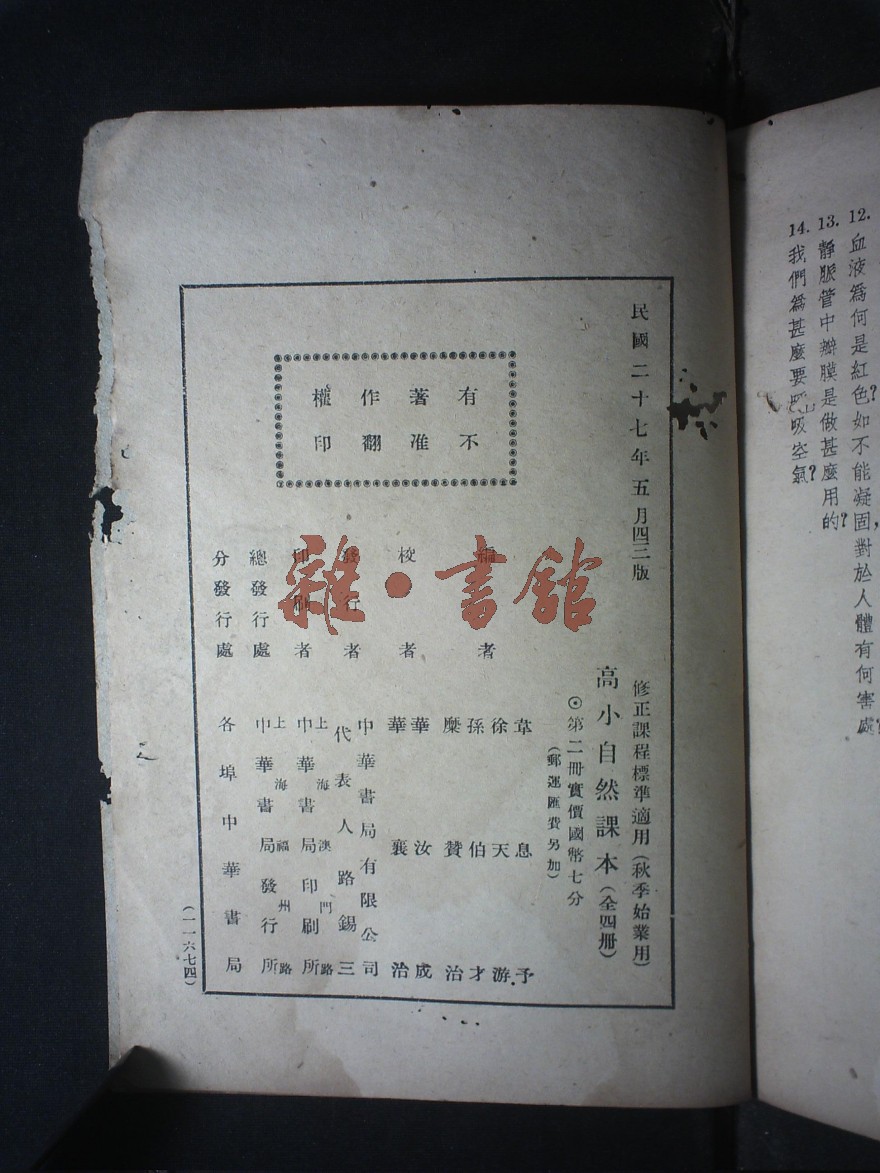 12. 血液爲何是紅色?如不能凝固,對於人體有何害處
13. 靜脈管中瓣膜是做甚麼用的?
14. 我們爲甚麼要呼吸空氣?
民國二十七年五月四三版
修正課程標準適用(秋季始業用)
高小自然課本(全四册)
⊙第二册實價國幣七分
(郵運匯費另加)
有著作權
不准翻印
編者
草息予
徐天游
孫伯才
糜贊治
校者
華汝成
華襄治
發行者
中華書局有限公司
代表人路錫三
印刷者
上海澳門路
中華書局印刷所
總發行處
上海福州路
中華書局發行所
分發行處
各埠中華書局
(一一六七四)
雜·書館